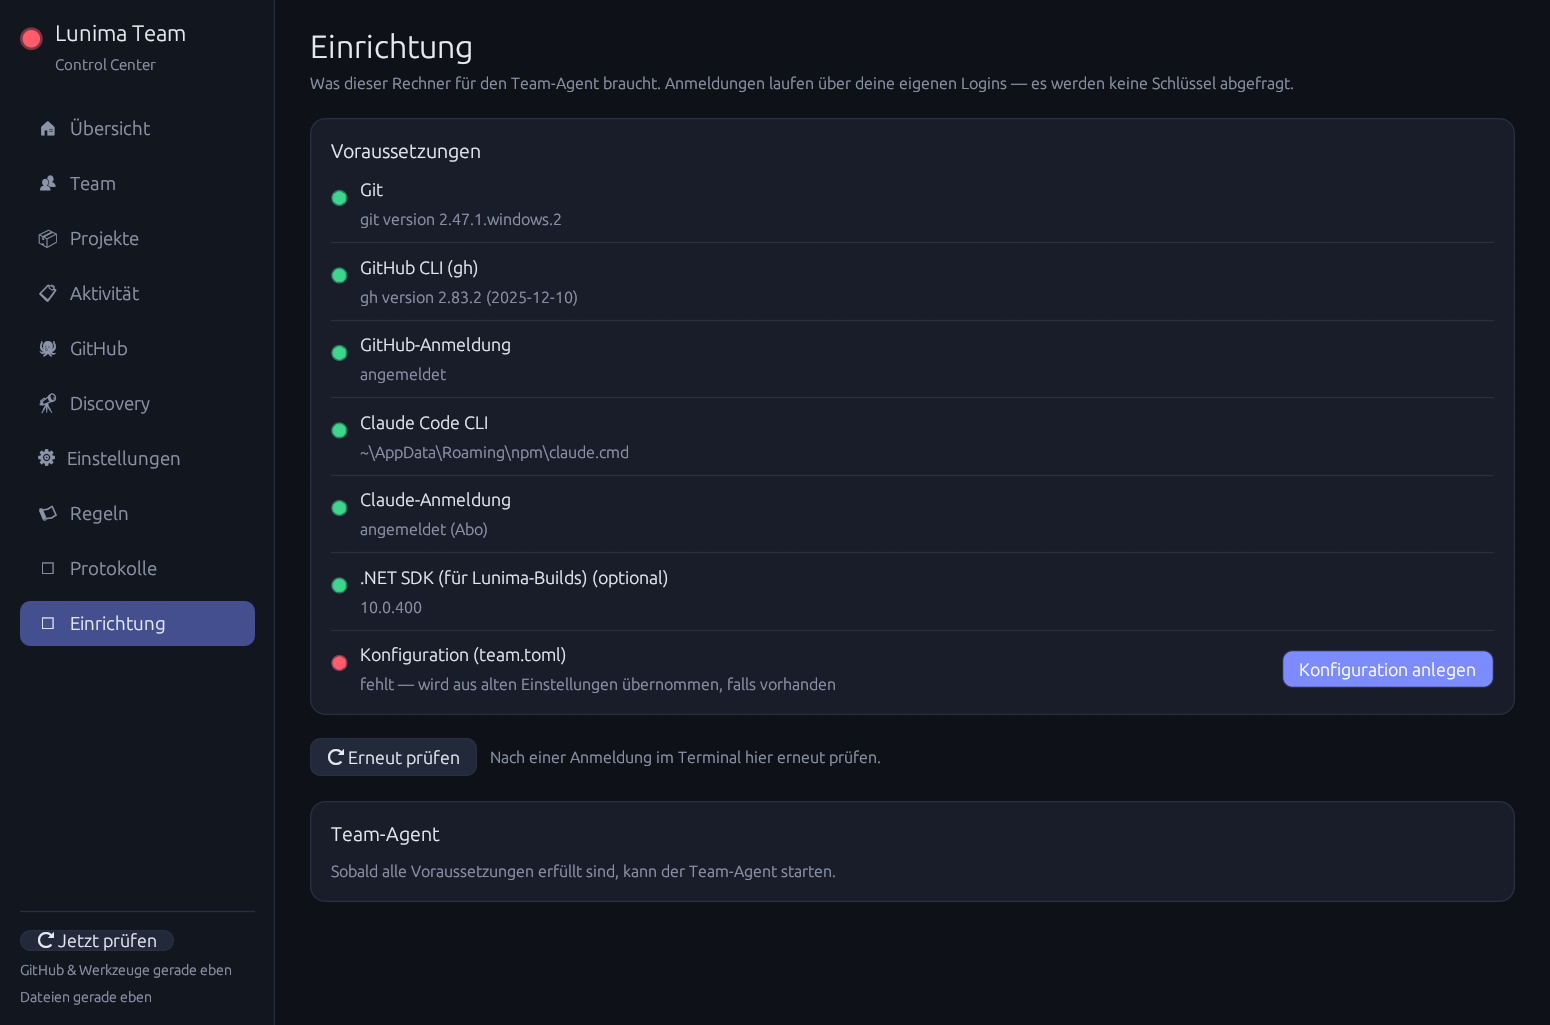 Lunima Team
Control Center
Übersicht
Team
Projekte
Aktivität
GitHub
Discovery
Einstellungen
Regeln
Protokolle
Einrichtung
Jetzt prüfen
GitHub & Werkzeuge gerade eben
Dateien gerade eben
Einrichtung
Was dieser Rechner für den Team-Agent braucht. Anmeldungen laufen über deine eigenen Logins — es werden keine Schlüssel abgefragt.
Voraussetzungen
Git
git version 2.47.1.windows.2
GitHub CLI (gh)
gh version 2.83.2 (2025-12-10)
GitHub-Anmeldung
angemeldet
Claude Code CLI
~\AppData\Roaming\npm\claude.cmd
Claude-Anmeldung
angemeldet (Abo)
.NET SDK (für Lunima-Builds) (optional)
10.0.400
Konfiguration (team.toml)
fehlt — wird aus alten Einstellungen übernommen, falls vorhanden
Konfiguration anlegen
Erneut prüfen
Nach einer Anmeldung im Terminal hier erneut prüfen.
Team-Agent
Sobald alle Voraussetzungen erfüllt sind, kann der Team-Agent starten.